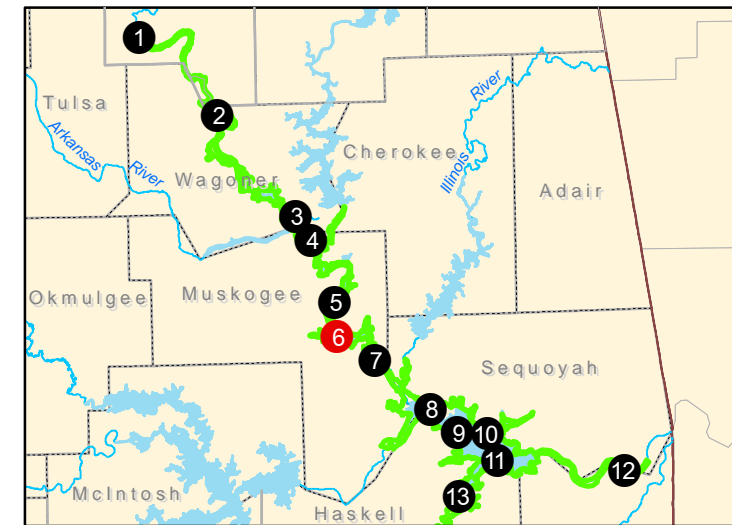 1
River
2
Tulsa
Cherokee
Arkansas
River
Illinois
Wagoner
Adair
3
4
Okmulgee
Muskogee
5
6
7
Sequoyah
8
9
10
11
12
McIntosh
13
Haskell